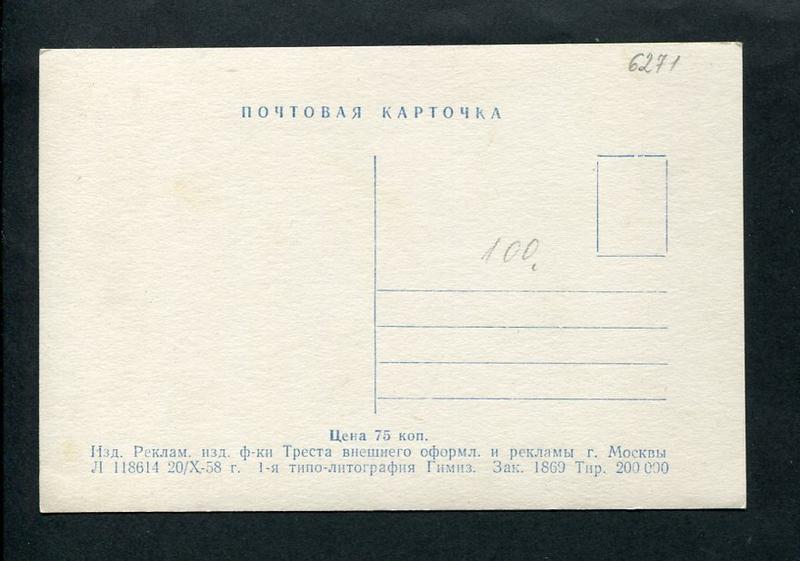 6271
ПОЧТОВАЯ КАРТОЧКА
100,
Цена 75 коп.
Изд. Реклам. изд. ф-ки Треста внешнего оформл. и рекламы г. Москвы
Л 118614 20/X-58 г. 1-я типо-литография Гимиз. Зак. 1869 Тир. 200 000